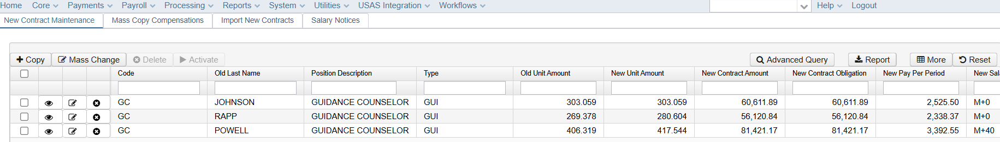 Home Core Payments Payroll Processing Reports System Utilities USAS Integration Workflows Help Logout
New Contract Maintenance Mass Copy Compensations Import New Contracts Salary Notices
Copy Mass Change Delete Activate Advanced Query Report More Reset
Code Old Last Name Position Description Type Old Unit Amount New Unit Amount New Contract Amount New Contract Obligation New Pay Per Period New Sal
GC JOHNSON GUIDANCE COUNSELOR GUI 303.059 303.059 60,611.89 60,611.89 2,525.50 M+0
GC RAPP GUIDANCE COUNSELOR GUI 269.378 280.604 56,120.84 56,120.84 2,338.37 M+0
GC POWELL GUIDANCE COUNSELOR GUI 406.319 417.544 81,421.17 81,421.17 3,392.55 M+40